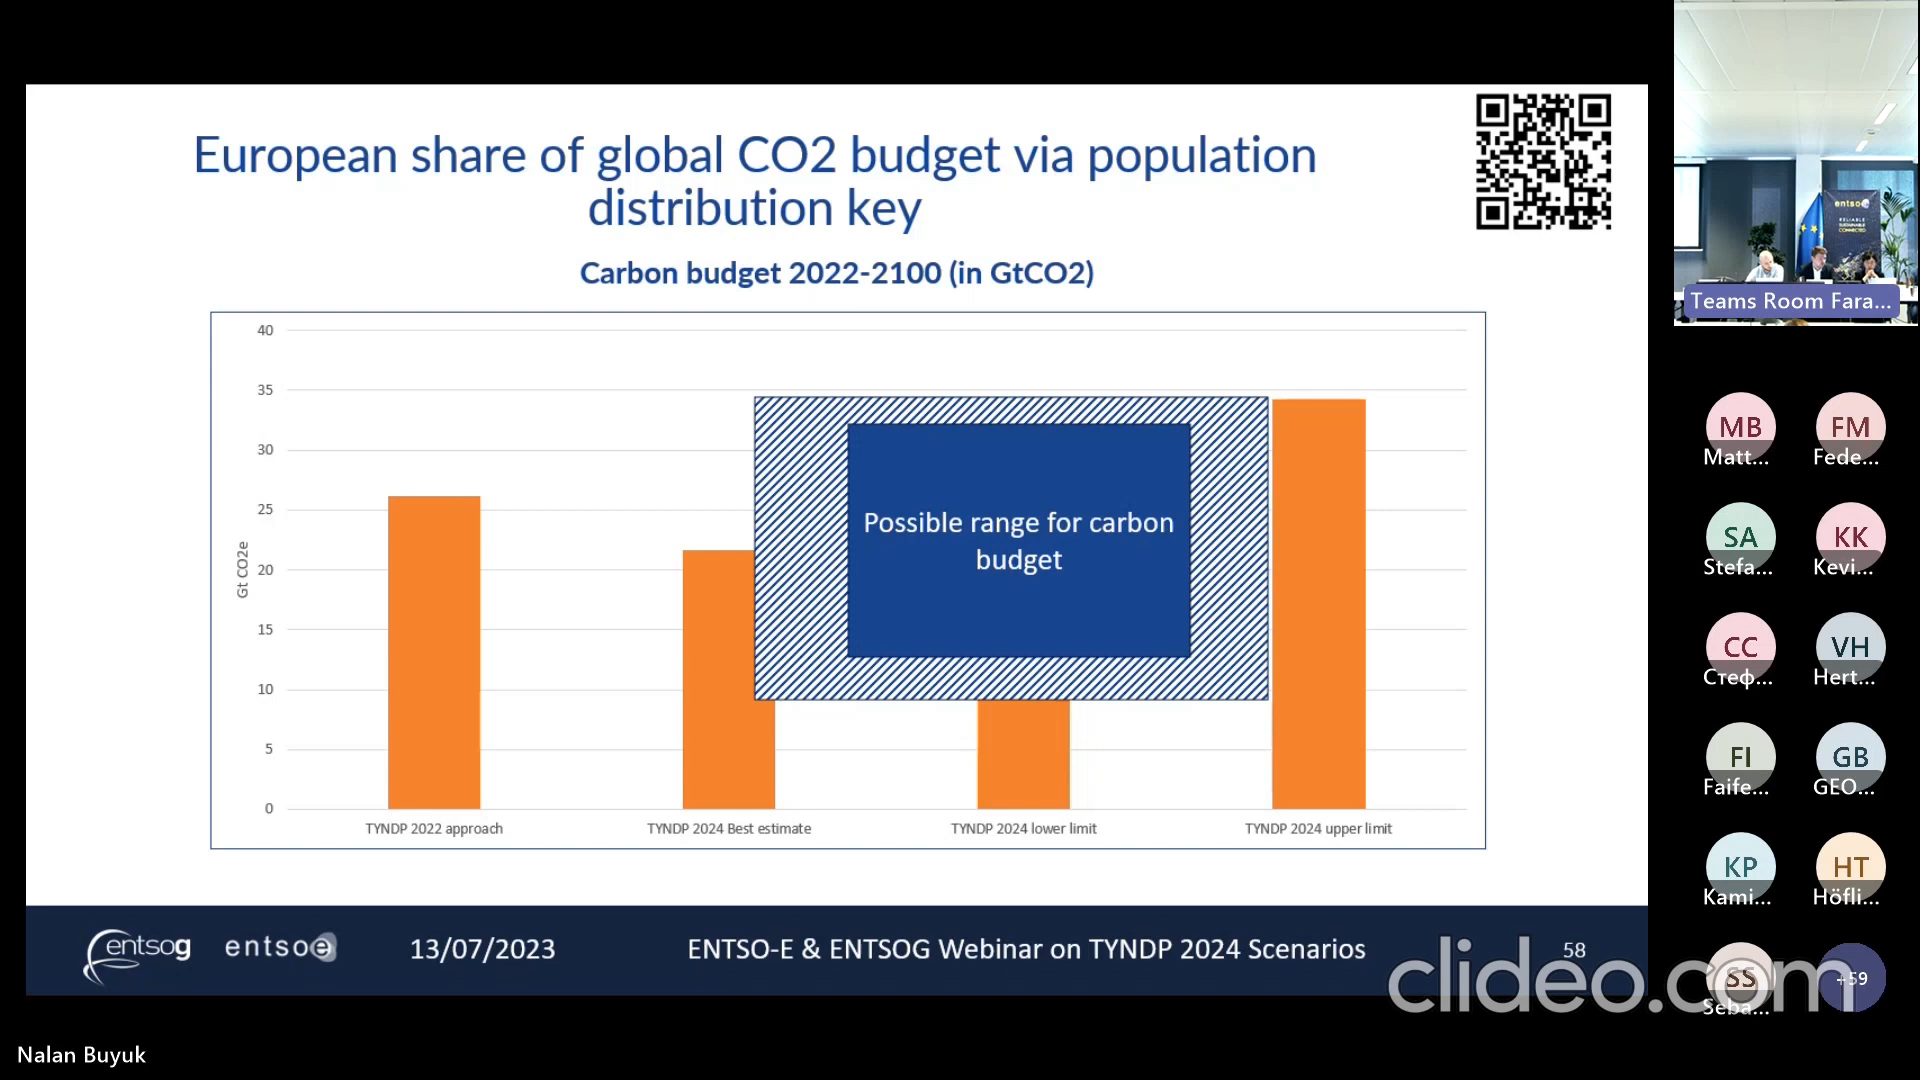 European share of global CO2 budget via population
distribution key
Carbon budget 2022-2100 (in GtCO2)
40
35
30
25
20
15
10
5
0
Gt CO2e
Possible range for carbon
budget
TYNDP 2022 approach
TYNDP 2024 Best estimate
TYNDP 2024 lower limit
TYNDP 2024 upper limit
entsog
entsoe
13/07/2023
ENTSO-E & ENTSOG Webinar on TYNDP 2024 Scenarios
58
clideo.com
Nalan Buyuk
entsoe
RELIABLE
SUSTAINABLE
CONNECTED
Teams Room Fara...
MB
Matt...
FM
Fede...
SA
Stefa...
KK
Kevi...
CC
Стеф...
VH
Hert...
FI
Faife...
GB
GEO...
KP
Kami...
HT
Höfli...
SS
Seba...
+59